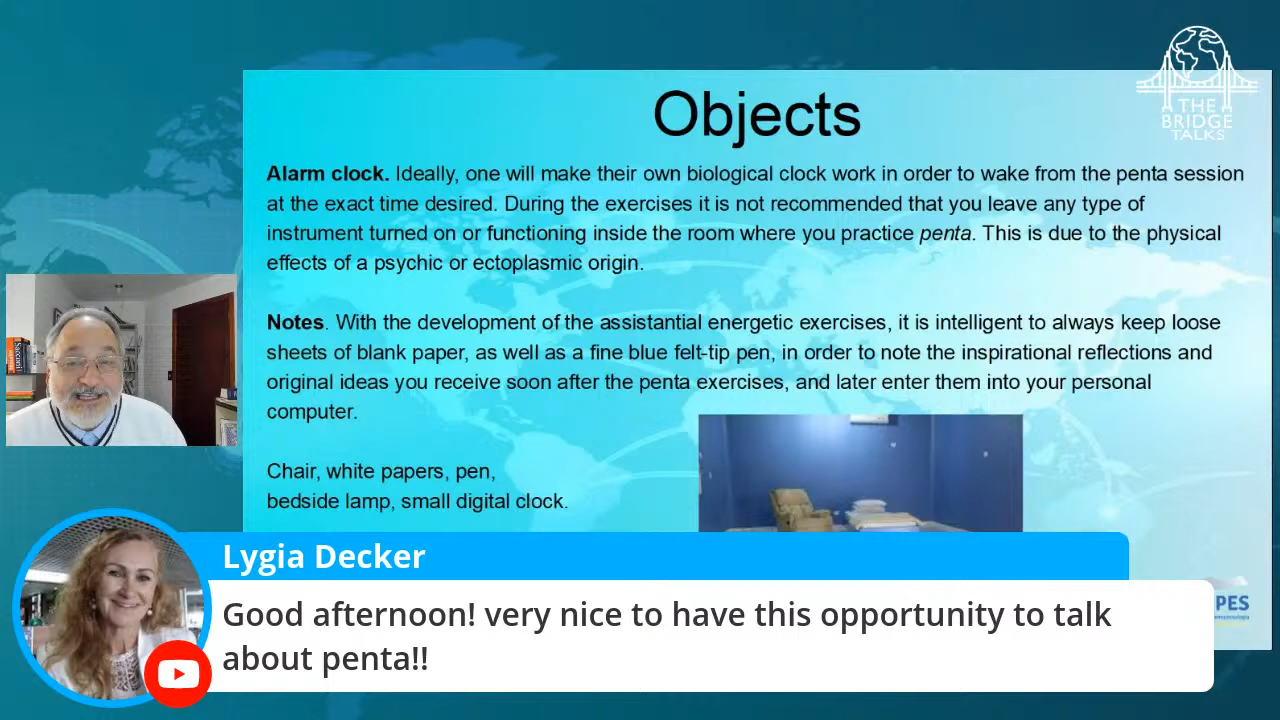 THE
BRIDGE
TALKS
Objects
Alarm clock. Ideally, one will make their own biological clock work in order to wake from the penta session
at the exact time desired. During the exercises it is not recommended that you leave any type of
instrument turned on or functioning inside the room where you practice penta. This is due to the physical
effects of a psychic or ectoplasmic origin.
Notes. With the development of the assistantial energetic exercises, it is intelligent to always keep loose
sheets of blank paper, as well as a fine blue felt-tip pen, in order to note the inspirational reflections and
original ideas you receive soon after the penta exercises, and later enter them into your personal
computer.
Chair, white papers, pen,
bedside lamp, small digital clock.
Lygia Decker
Good afternoon! very nice to have this opportunity to talk
about penta!!
PES